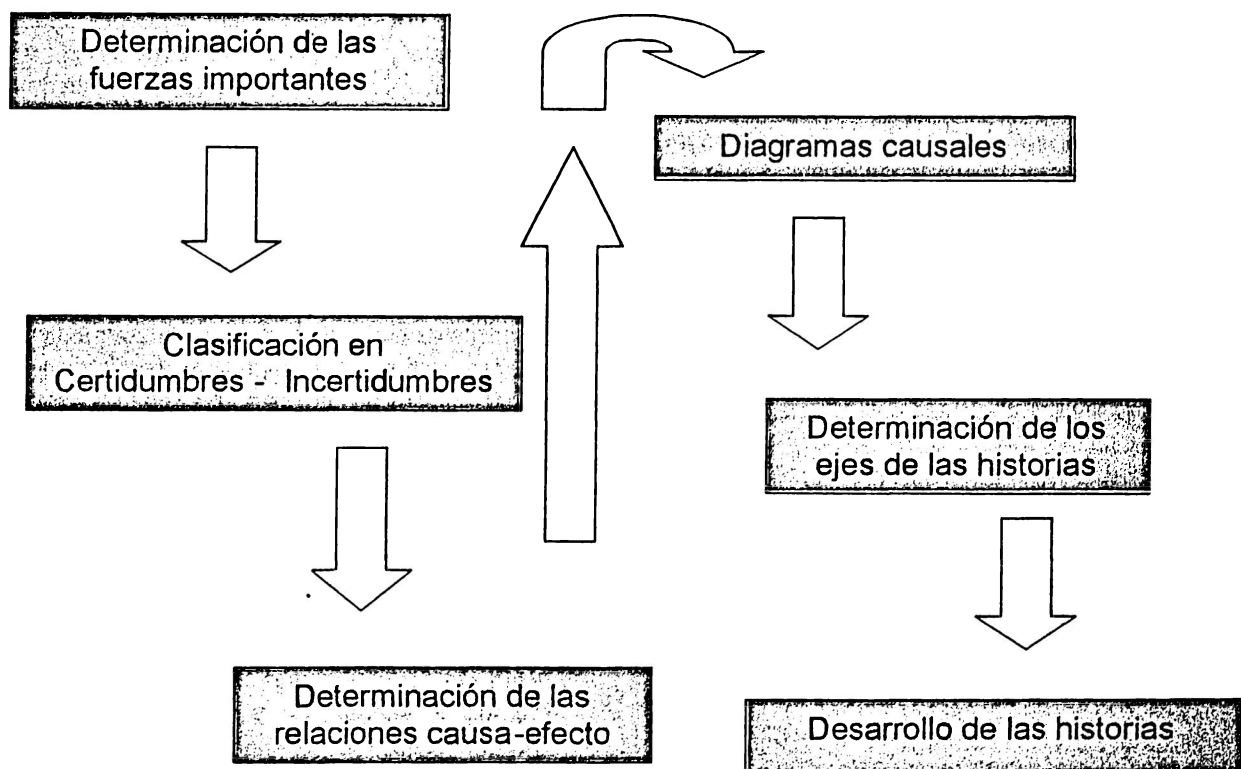 Determinación de las
fuerzas importantes
Clasificación en
Certidumbres - Incertidumbres
Determinación de las
relaciones causa-efecto
Diagramas causales
Determinación de los
ejes de las historias
Desarrollo de las historias